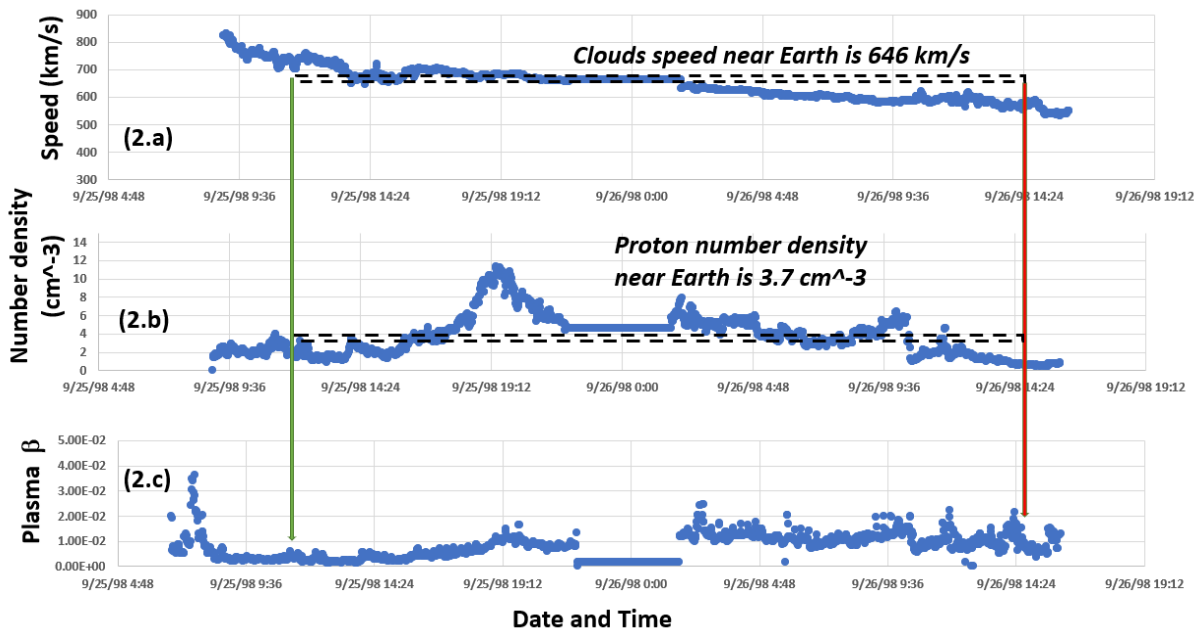 Speed (km/s)
900
800
700
600
500
400
300
Clouds speed near Earth is 646 km/s
(2.a)
9/25/98 4:48 9/25/98 9:36 9/25/98 14:24 9/25/98 19:12 9/26/98 0:00 9/26/98 4:48 9/26/98 9:36 9/26/98 14:24 9/26/98 19:12
Number density
(cm^-3)
14
12
10
8
6
4
2
0
Proton number density
near Earth is 3.7 cm^-3
(2.b)
9/25/98 4:48 9/25/98 9:36 9/25/98 14:24 9/25/98 19:12 9/26/98 0:00 9/26/98 4:48 9/26/98 9:36 9/26/98 14:24 9/26/98 19:12
Plasma β
5.00E-02
4.00E-02
3.00E-02
2.00E-02
1.00E-02
0.00E+00
(2.c)
9/25/98 4:48 9/25/98 9:36 9/25/98 14:24 9/25/98 19:12 9/26/98 0:00 9/26/98 4:48 9/26/98 9:36 9/26/98 14:24 9/26/98 19:12
Date and Time